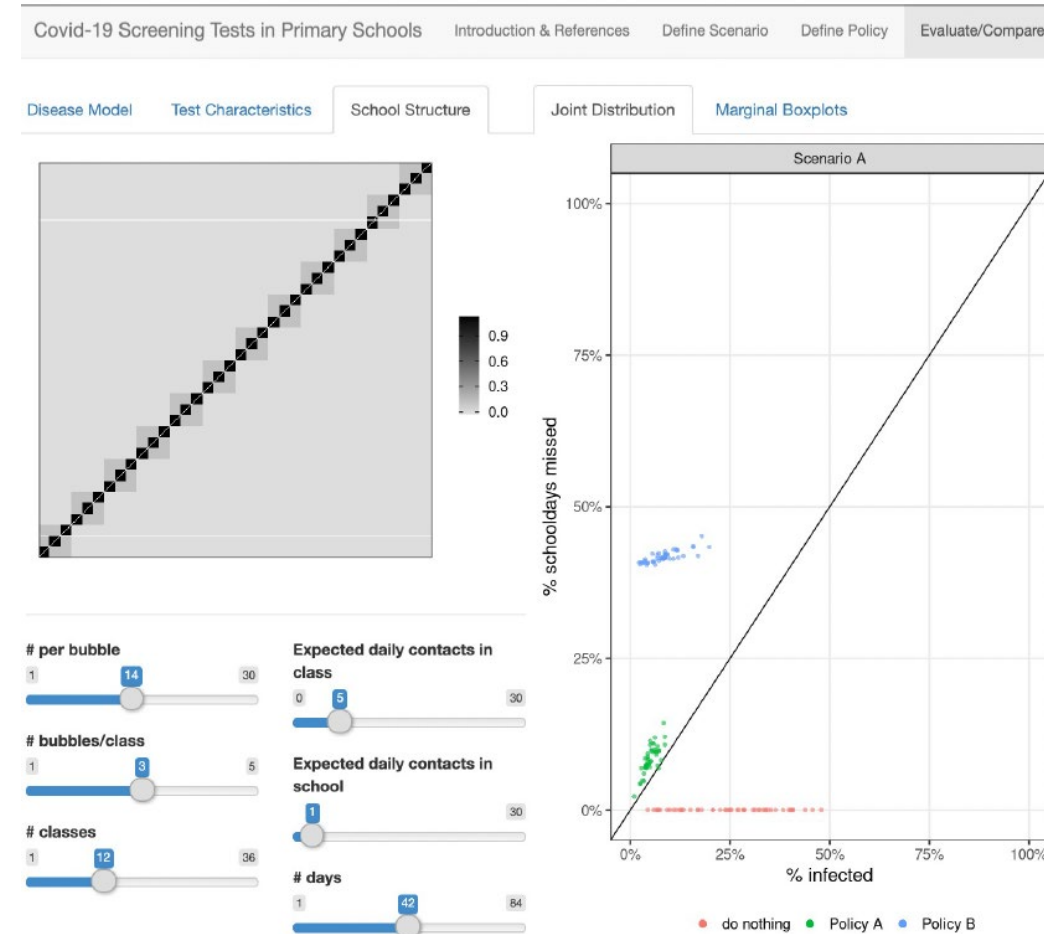 Covid-19 Screening Tests in Primary Schools Introduction & References Define Scenario Define Policy Evaluate/Compare
Disease Model Test Characteristics School Structure Joint Distribution Marginal Boxplots
0.9
0.6
0.3
0.0
# per bubble
1 14 30
# bubbles/class
1 3 5
# classes
1 12 36
Expected daily contacts in
class
0 5 30
Expected daily contacts in
school
1 30
# days
1 42 84
Scenario A
100%
75%
50%
25%
0%
% schooldays missed
0% 25% 50% 75% 100%
% infected
do nothing Policy A Policy B